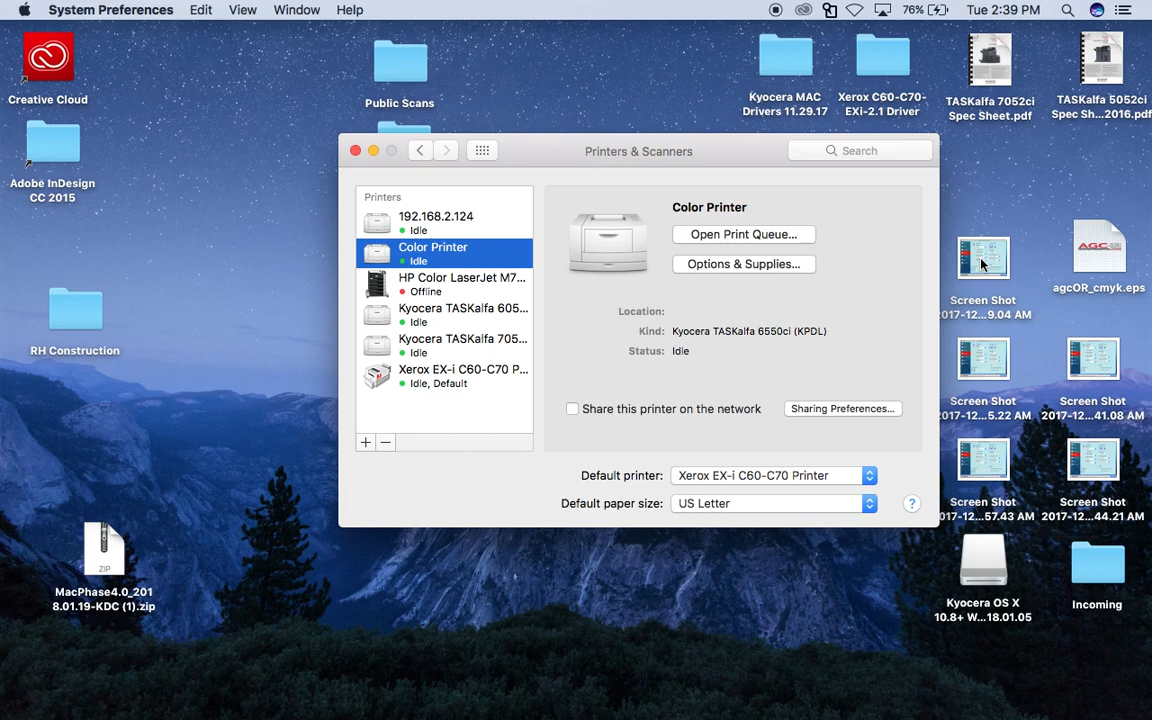 System Preferences Edit View Window Help 76% Tue 2:39 PM
Creative Cloud
Adobe InDesign
CC 2015
RH Construction
ZIP
MacPhase4.0_201
8.01.19-KDC (1).zip
Public Scans
Kyocera MAC
Drivers 11.29.17
Xerox C60-C70-
EXi-2.1 Driver
TASKalfa 7052ci
Spec Sheet.pdf
TASKalfa 5052ci
Spec Sh...2016.pdf
Printers & Scanners
Search
Printers
192.168.2.124
Idle
Color Printer
Idle
HP Color LaserJet M7...
Offline
Kyocera TASKalfa 605...
Idle
Kyocera TASKalfa 705...
Idle
Xerox EX-i C60-C70 P...
Idle, Default
+ −
Color Printer
Open Print Queue...
Options & Supplies...
Location:
Kind: Kyocera TASKalfa 6550ci (KPDL)
Status: Idle
Share this printer on the network
Sharing Preferences...
Default printer: Xerox EX-i C60-C70 Printer
Default paper size: US Letter
?
Screen Shot
2017-12...9.04 AM
AGC
agcOR_cmyk.eps
Screen Shot
2017-12...5.22 AM
Screen Shot
2017-12...41.08 AM
Screen Shot
2017-12...57.43 AM
Screen Shot
2017-12...44.21 AM
Kyocera OS X
10.8+ W...18.01.05
Incoming